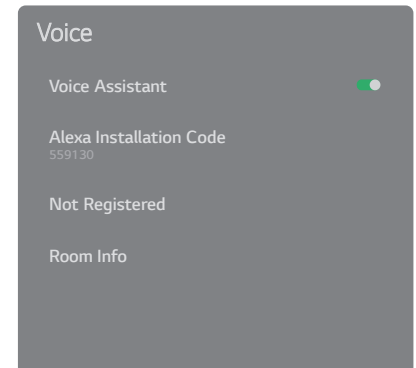 Voice
Voice Assistant
Alexa Installation Code
559130
Not Registered
Room Info